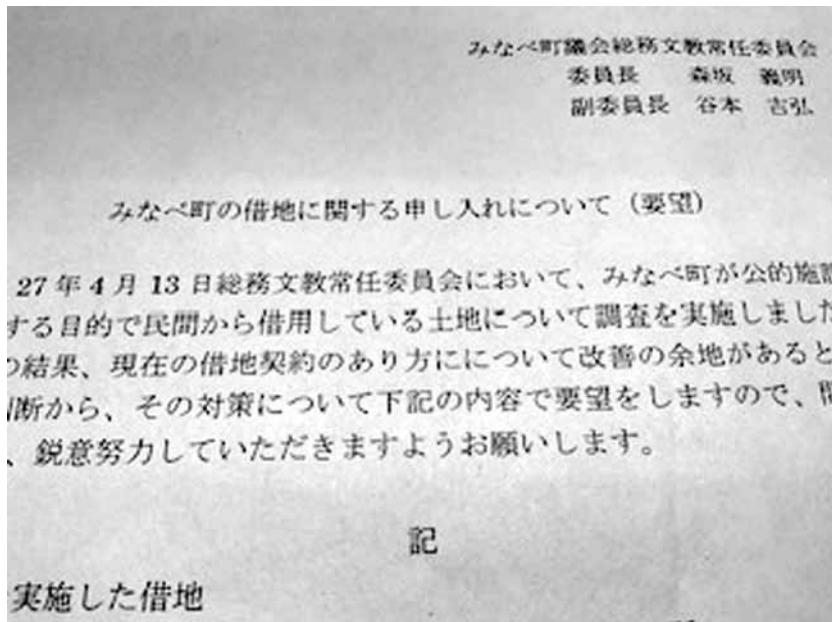 みなべ町議会総務文教常任委員会
委員長　森坂　義明
副委員長　谷本　吉弘
みなべ町の借地に関する申し入れについて（要望）
27年4月13日総務文教常任委員会において、みなべ町が公的施設
する目的で民間から借用している土地について調査を実施しました
の結果、現在の借地契約のあり方にについて改善の余地があると
判断から、その対策について下記の内容で要望をしますので、
、鋭意努力していただきますようお願いします。
記
実施した借地